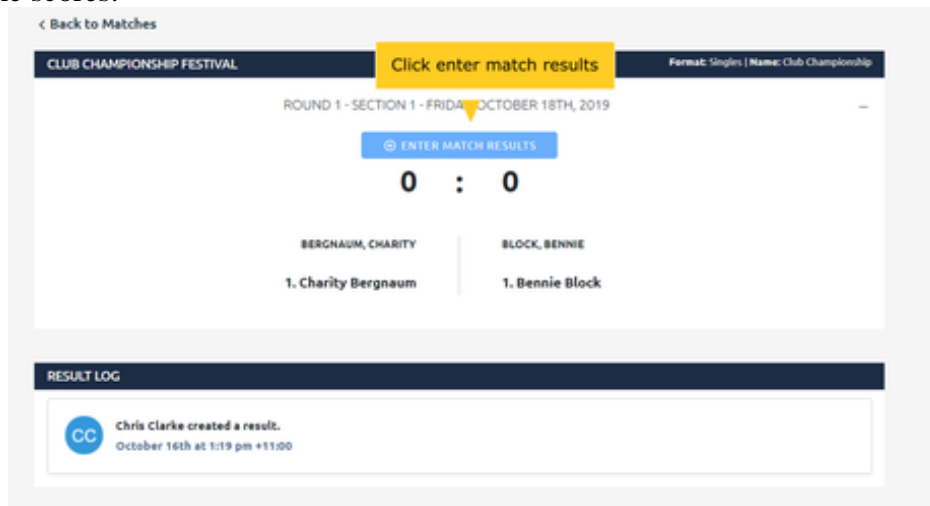 < Back to Matches
CLUB CHAMPIONSHIP FESTIVAL
Click enter match results
Format: Singles | Name: Club Championship
ROUND 1 - SECTION 1 - FRIDA OCTOBER 18TH, 2019
ENTER MATCH RESULTS
0 : 0
BERGNAUM, CHARITY
BLOCK, BENNIE
1. Charity Bergnaum
1. Bennie Block
RESULT LOG
CC
Chris Clarke created a result.
October 16th at 1:19 pm +11:00